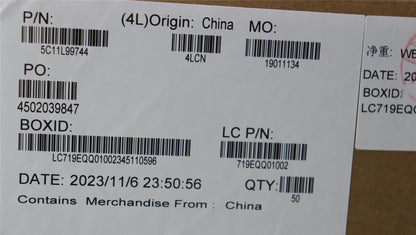 P/N: (4L)Origin: China MO:
5C11L99744 4LCN 19011134
PO:
4502039847
BOXID: LC P/N:
LC719EQQ01002345110596 719EQQ01002
DATE: 2023/11/6 23:50:56 QTY:
50
Contains Merchandise From : China
净重: WE
DATE: 20
BOXID:
LC719EQQ